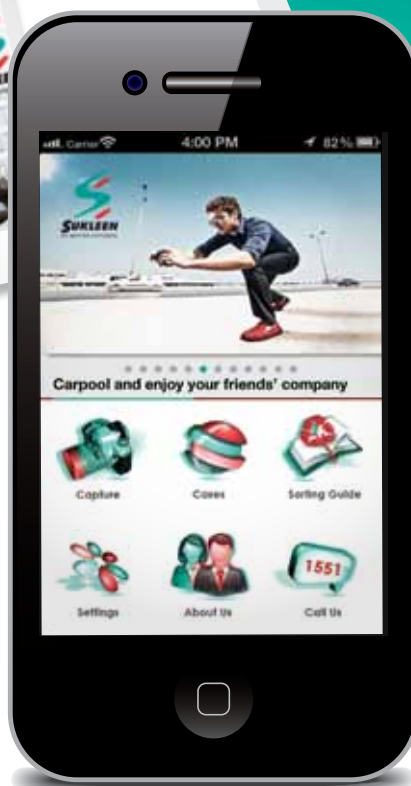 Carrier 4:00 PM 82%
SUKLEEN
Carpool and enjoy your friends' company
Capture Cases Sorting Guide
1551
Settings About Us Call Us